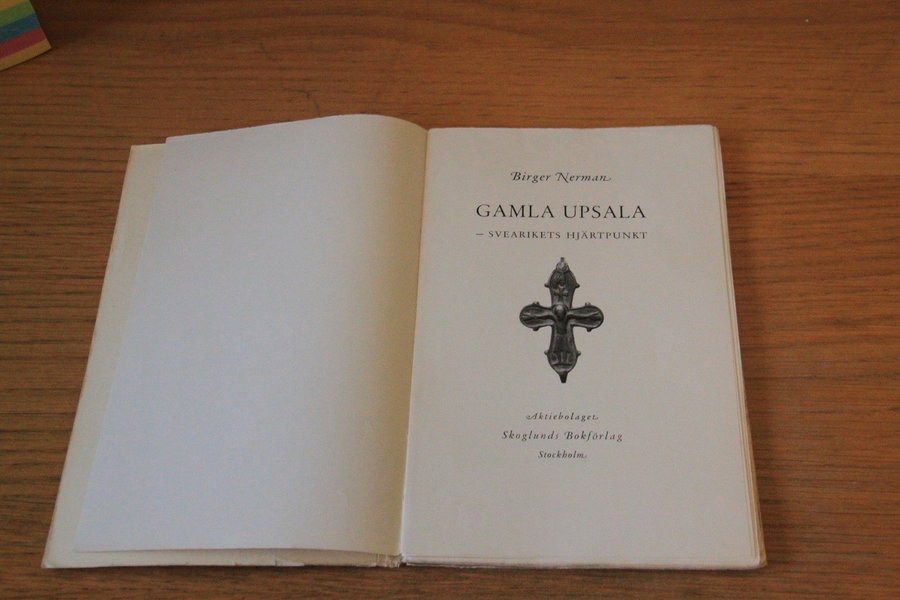 Birger Nerman
GAMLA UPSALA
– SVEARIKETS HJÄRTPUNKT
Aktiebolaget
Skoglunds Bokförlag
Stockholm